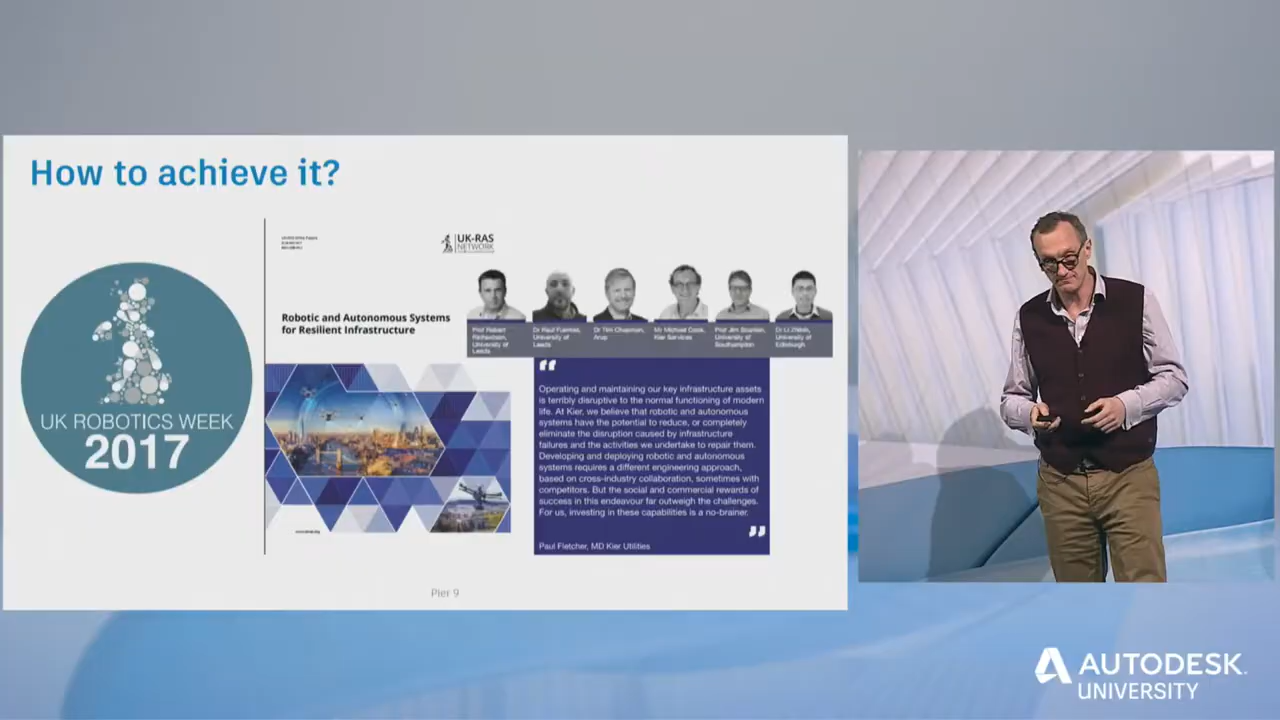 How to achieve it?
UK ROBOTICS WEEK
2017
UK-RAS
NETWORK
Robotic and Autonomous Systems
for Resilient Infrastructure
Prof Robert
Richardson,
University of
Leeds
Dr Raul Fuentes,
University of
Leeds
Dr Tim Chapman,
Arup
Mr Michael Cook,
Kier Services
Prof Jim Scanlan,
University of
Southampton
University of
Edinburgh
“
Operating and maintaining our key infrastructure assets
is terribly disruptive to the normal functioning of modern
life. At Kier, we believe that robotic and autonomous
systems have the potential to reduce, or completely
eliminate the disruption caused by infrastructure
failures and the activities we undertake to repair them.
Developing and deploying robotic and autonomous
systems requires a different engineering approach,
based on cross-industry collaboration, sometimes with
competitors. But the social and commercial rewards of
success in this endeavour far outweigh the challenges.
For us, investing in these capabilities is a no-brainer.
”
Paul Fletcher, MD Kier Utilities
Pier 9
AUTODESK
UNIVERSITY